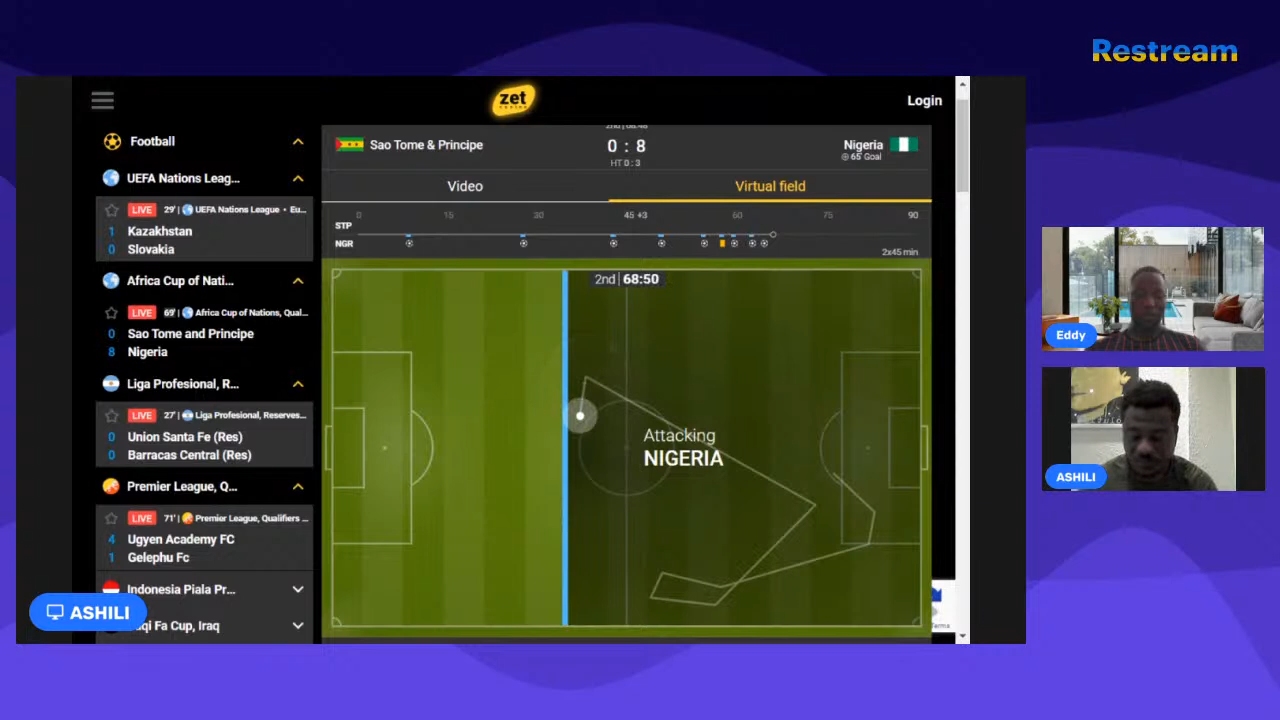 Restream
zet
Login
Football
UEFA Nations Leag...
LIVE 29' | UEFA Nations League • Eu...
1 Kazakhstan
0 Slovakia
Africa Cup of Nati...
LIVE 69' | Africa Cup of Nations, Qual...
0 Sao Tome and Principe
8 Nigeria
Liga Profesional, R...
LIVE 27' | Liga Profesional, Reserves...
0 Union Santa Fe (Res)
0 Barracas Central (Res)
Premier League, Q...
LIVE 71' | Premier League, Qualifiers ...
4 Ugyen Academy FC
1 Gelephu Fc
Indonesia Piala Pr...
qi Fa Cup, Iraq
Sao Tome & Principe
0 : 8
HT 0 : 3
Nigeria
65' Goal
Video
Virtual field
0 15 30 45 +3 60 75 90
STP
NGR
2x45 min
2nd | 68:50
Attacking
NIGERIA
Eddy
ASHILI
ASHILI